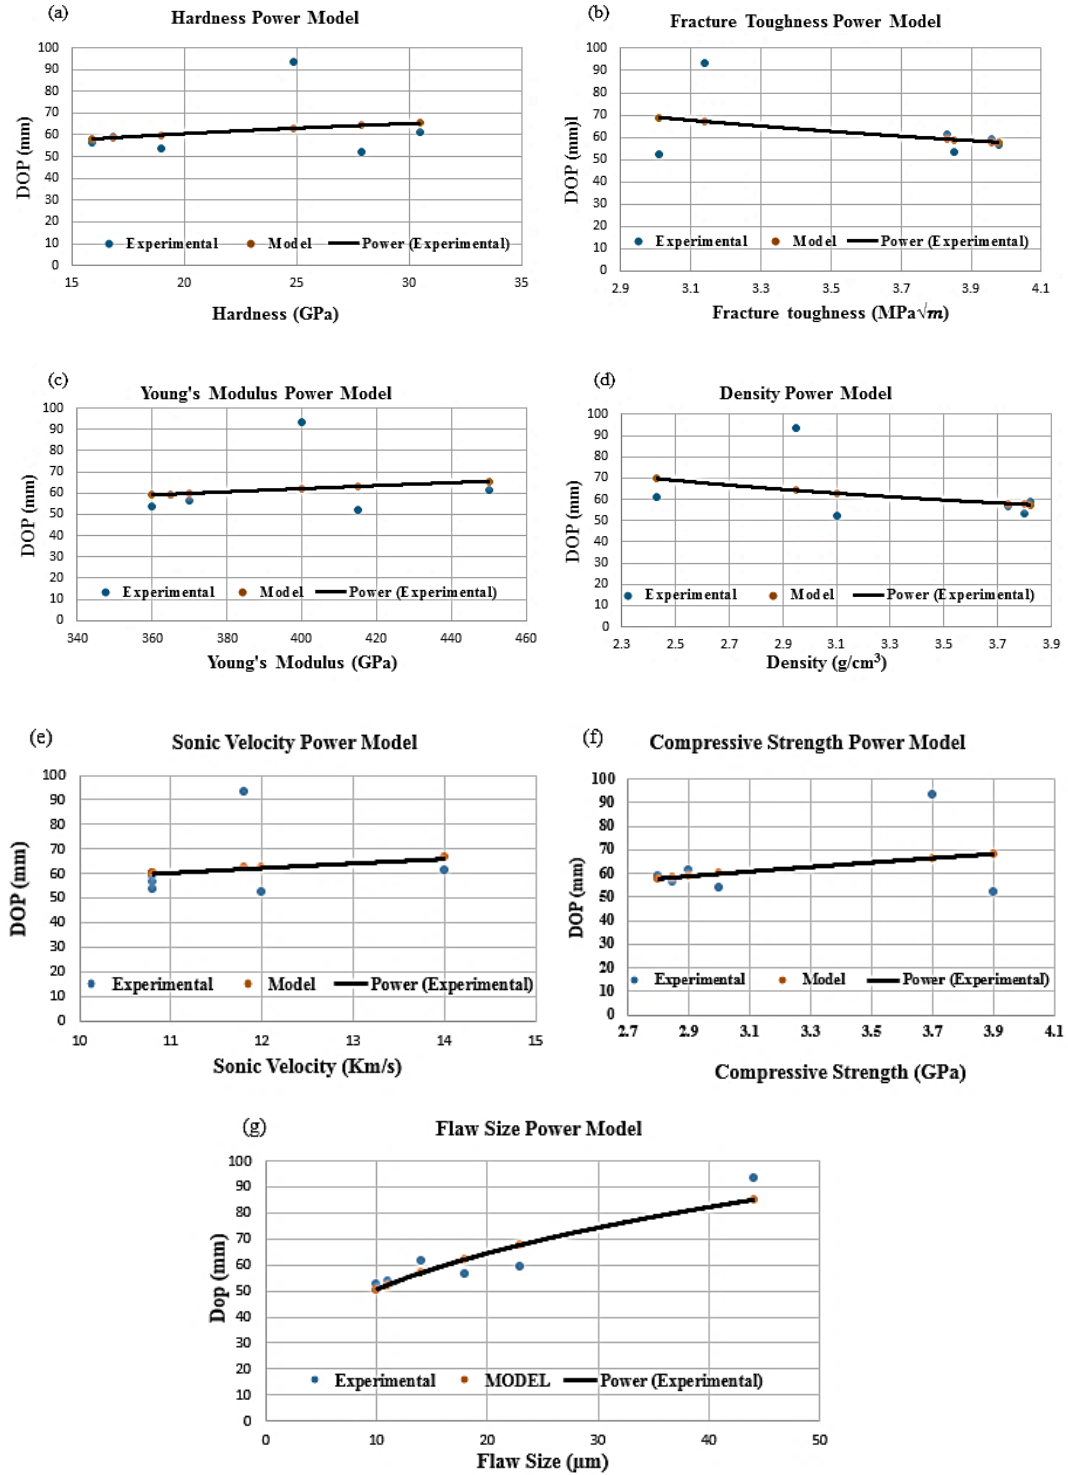 (a)
Hardness Power Model
100
90
80
70
60
50
40
30
20
10
0
DOP (mm)
Experimental Model Power (Experimental)
15 20 25 30 35
Hardness (GPa)
(b)
Fracture Toughness Power Model
100
90
80
70
60
50
40
30
20
10
0
DOP (mm)l
Experimental Model Power (Experimental)
2.9 3.1 3.3 3.5 3.7 3.9 4.1
Fracture toughness (MPa√m)
(c)
Young's Modulus Power Model
100
90
80
70
60
50
40
30
20
10
0
DOP (mm)
Experimental Model Power (Experimental)
340 360 380 400 420 440 460
Young's Modulus (GPa)
(d)
Density Power Model
100
90
80
70
60
50
40
30
20
10
0
DOP (mm)
Experimental Model Power (Experimental)
2.3 2.5 2.7 2.9 3.1 3.3 3.5 3.7 3.9
Density (g/cm³)
(e)
Sonic Velocity Power Model
100
90
80
70
60
50
40
30
20
10
0
DOP (mm)
Experimental Model Power (Experimental)
10 11 12 13 14 15
Sonic Velocity (Km/s)
(f)
Compressive Strength Power Model
100
90
80
70
60
50
40
30
20
10
0
DOP (mm)
Experimental Model Power (Experimental)
2.7 2.9 3.1 3.3 3.5 3.7 3.9 4.1
Compressive Strength (GPa)
(g)
Flaw Size Power Model
100
90
80
70
60
50
40
30
20
10
0
Dop (mm)
Experimental MODEL Power (Experimental)
0 10 20 30 40 50
Flaw Size (μm)